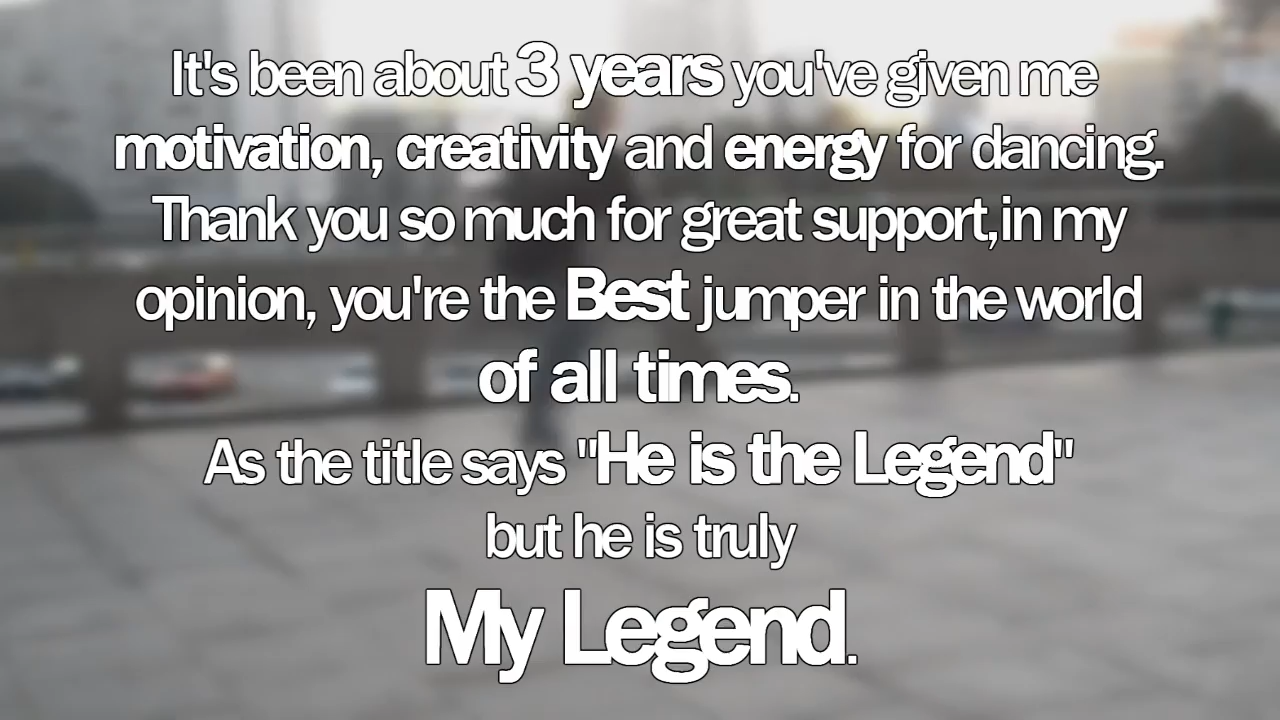 It's been about 3 years you've given me
motivation, creativity and energy for dancing.
Thank you so much for great support,in my
opinion, you're the Best jumper in the world
of all times.
As the title says "He is the Legend"
but he is truly
My Legend.